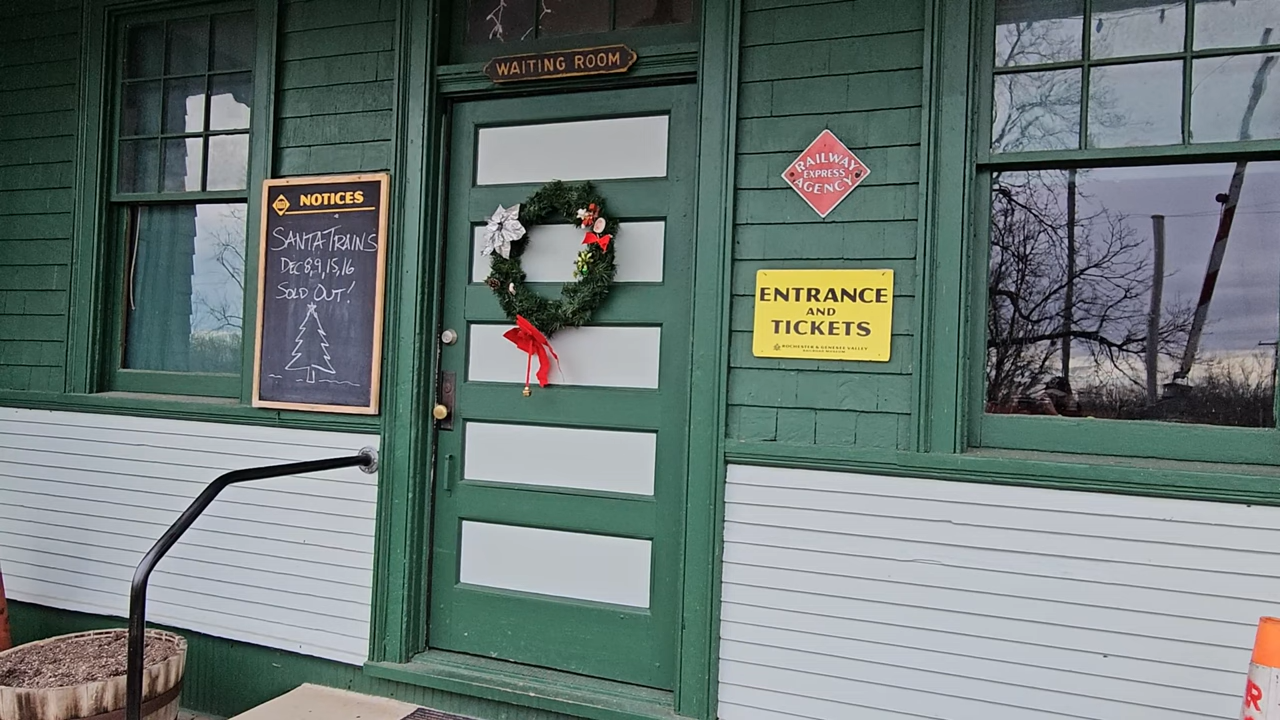 WAITING ROOM
NOTICES
SANTA TRAINS
DEC 8,9,15,16
SOLD OUT!
RAILWAY
EXPRESS
AGENCY
ENTRANCE
AND
TICKETS
ROCHESTER & GENESEE VALLEY
RAILROAD MUSEUM
R